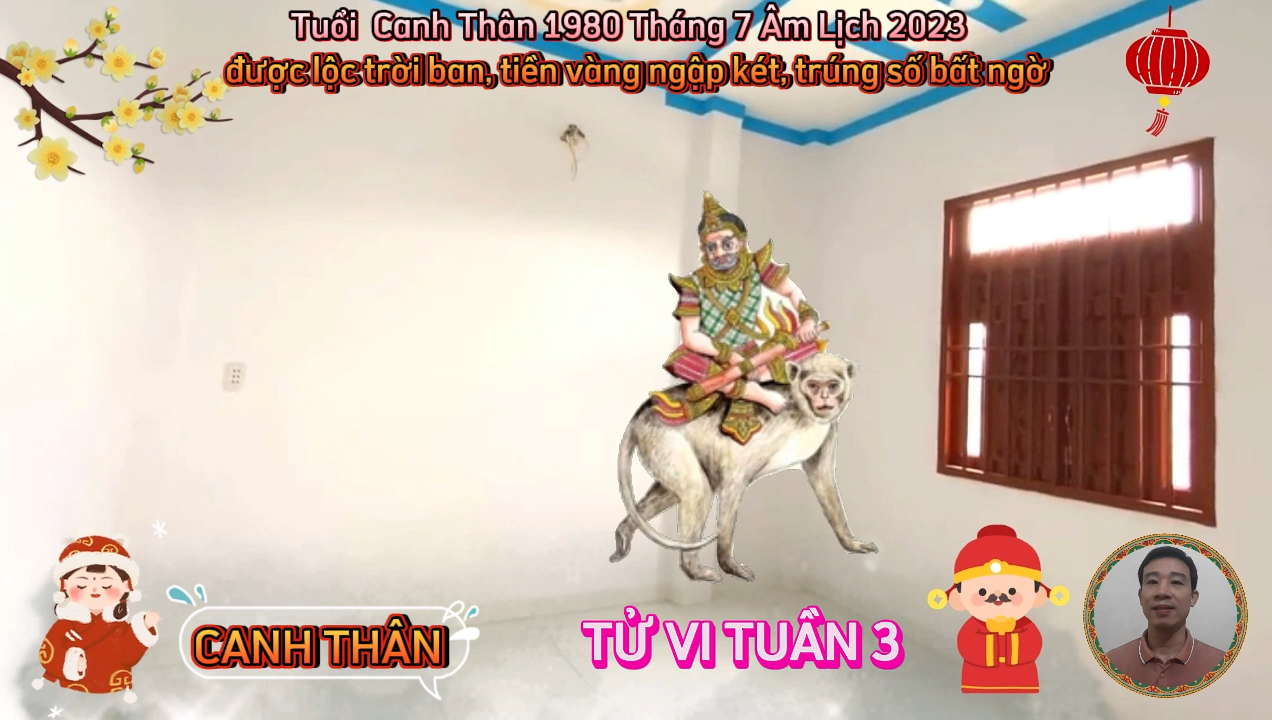 Tuổi Canh Thân 1980 Tháng 7 Âm Lịch 2023
được lộc trời ban, tiền vàng ngập két, trúng số bất ngờ
CANH THÂN
TỬ VI TUẦN 3